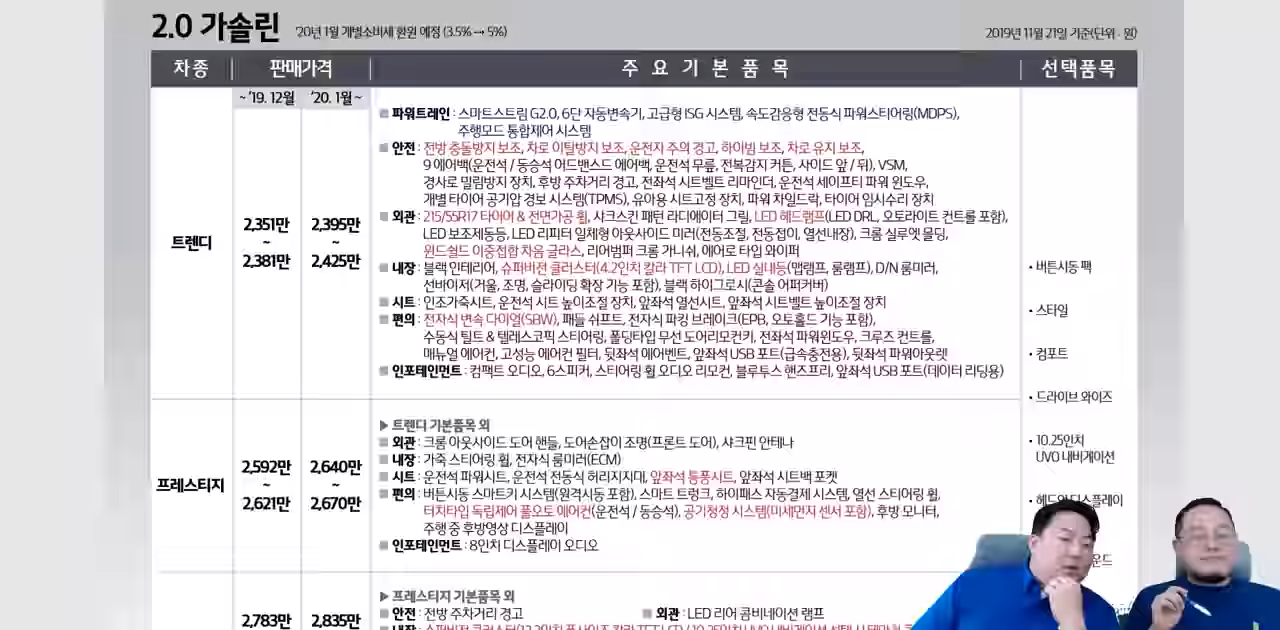 2.0 가솔린 '20년 1월 개별소비세 환원 예정 (3.5% → 5%) 2019년 11월 21일 기준(단위 : 원)
차종 판매가격 주요기본품목 선택품목
~ '19. 12월 '20. 1월 ~
트렌디
2,351만 ~ 2,381만
2,395만 ~ 2,425만
파워트레인 : 스마트스트림 G2.0, 6단 자동변속기, 고급형 ISG 시스템, 속도감응형 전동식 파워스티어링(MDPS),
주행모드 통합제어 시스템
안전 : 전방 충돌방지 보조, 차로 이탈방지 보조, 운전자 주의 경고, 하이빔 보조, 차로 유지 보조,
9 에어백(운전석 / 동승석 어드밴스드 에어백, 운전석 무릎, 전복감지 커튼, 사이드 앞 / 뒤), VSM,
경사로 밀림방지 장치, 후방 주차거리 경고, 전좌석 시트벨트 리마인더, 운전석 세이프티 파워 윈도우,
개별 타이어 공기압 경보 시스템(TPMS), 유아용 시트고정 장치, 파워 차일드락, 타이어 임시수리 장치
외관 : 215/55R17 타이어 & 전면가공 휠, 샤크스킨 패턴 라디에이터 그릴, LED 헤드램프(LED DRL, 오토라이트 컨트롤 포함),
LED 보조제동등, LED 리피터 일체형 아웃사이드 미러(전동조절, 전동접이, 열선내장), 크롬 실루엣 몰딩,
윈드쉴드 이중접합 차음 글라스, 리어범퍼 크롬 가니쉬, 에어로 타입 와이퍼
내장 : 블랙 인테리어, 슈퍼비전 클러스터(4.2인치 칼라 TFT LCD), LED 실내등(맵램프, 룸램프), D/N 룸미러,
선바이저(거울, 조명, 슬라이딩 확장 기능 포함), 블랙 하이그로시(콘솔 어퍼커버)
시트 : 인조가죽시트, 운전석 시트 높이조절 장치, 앞좌석 열선시트, 앞좌석 시트벨트 높이조절 장치
편의 : 전자식 변속 다이얼(SBW), 패들 쉬프트, 전자식 파킹 브레이크(EPB, 오토홀드 기능 포함),
수동식 틸트 & 텔레스코픽 스티어링, 폴딩타입 무선 도어리모컨키, 전좌석 파워윈도우, 크루즈 컨트롤,
매뉴얼 에어컨, 고성능 에어컨 필터, 뒷좌석 에어벤트, 앞좌석 USB 포트(급속충전용), 뒷좌석 파워아웃렛
인포테인먼트 : 컴팩트 오디오, 6스피커, 스티어링 휠 오디오 리모컨, 블루투스 핸즈프리, 앞좌석 USB 포트(데이터 리딩용)
• 버튼시동 팩
• 스타일
• 컴포트
• 드라이브 와이즈
• 10.25인치
UVO 내비게이션
프레스티지
2,592만 ~ 2,621만
2,640만 ~ 2,670만
▶ 트렌디 기본품목 외
외관 : 크롬 아웃사이드 도어 핸들, 도어손잡이 조명(프론트 도어), 샤크핀 안테나
내장 : 가죽 스티어링 휠, 전자식 룸미러(ECM)
시트 : 운전석 파워시트, 운전석 전동식 허리지지대, 앞좌석 통풍시트, 앞좌석 시트백 포켓
편의 : 버튼시동 스마트키 시스템(원격시동 포함), 스마트 트렁크, 하이패스 자동결제 시스템, 열선 스티어링 휠,
터치타입 독립제어 풀오토 에어컨(운전석 / 동승석), 공기청정 시스템(미세먼지 센서 포함), 후방 모니터,
주행 중 후방영상 디스플레이
인포테인먼트 : 8인치 디스플레이 오디오
2,783만
2,835만
▶ 프레스티지 기본품목 외
안전 : 전방 주차거리 경고 외관 : LED 리어 콤비네이션 램프